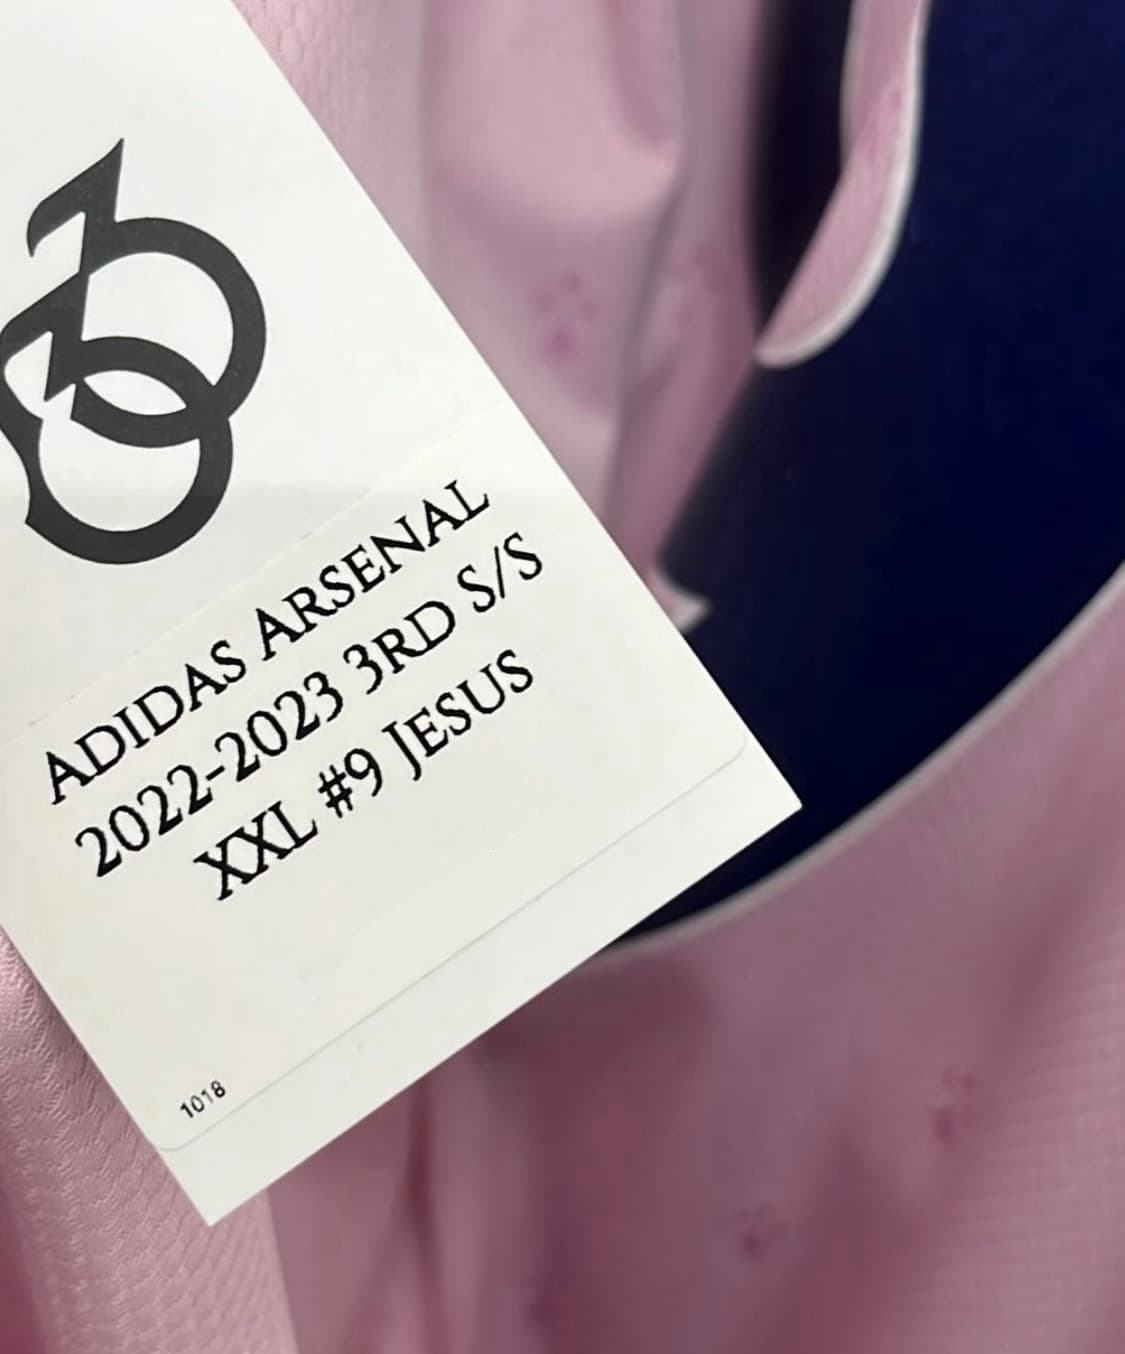 ADIDAS ARSENAL
2022-2023 3RD S/S
XXL #9 JESUS
1018